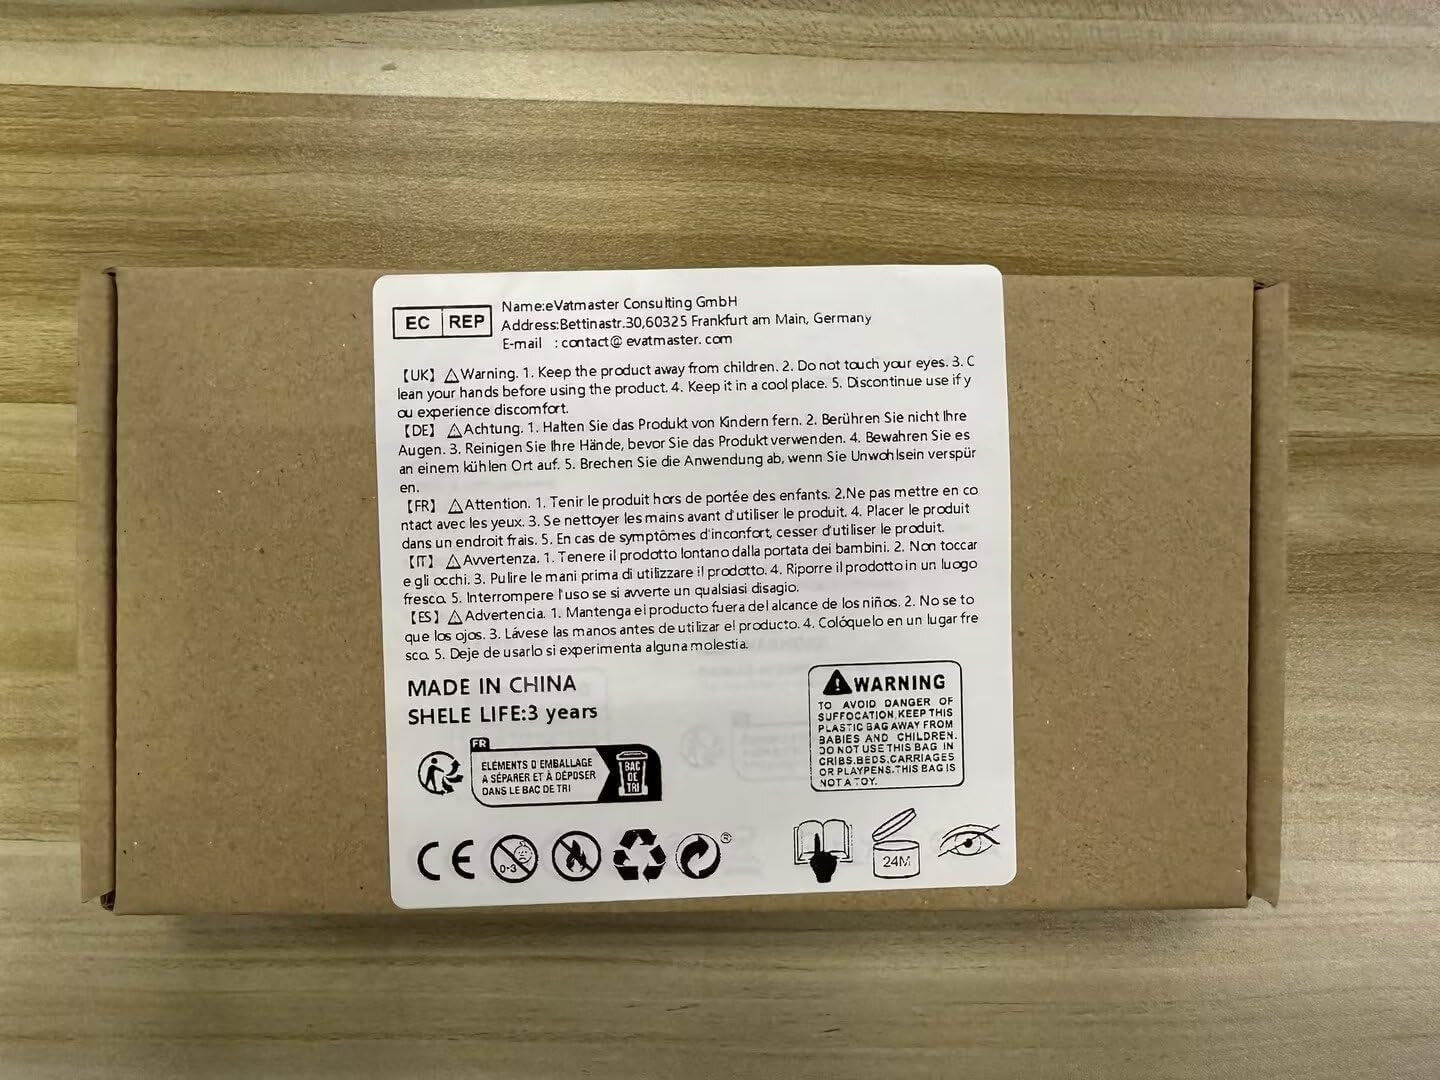 EC REP
Name:eVatmaster Consulting GmbH
Address:Bettinastr.30,60325 Frankfurt am Main, Germany
E-mail : contact@ evatmaster. com
【UK】 ⚠Warning. 1. Keep the product away from children. 2. Do not touch your eyes. 3. C
lean your hands before using the product. 4. Keep it in a cool place. 5. Discontinue use if y
ou experience discomfort.
【DE】 ⚠Achtung. 1. Halten Sie das Produkt von Kindern fern. 2. Berühren Sie nicht Ihre
Augen. 3. Reinigen Sie Ihre Hände, bevor Sie das Produkt verwenden. 4. Bewahren Sie es
an einem kühlen Ort auf. 5. Brechen Sie die Anwendung ab, wenn Sie Unwohlsein verspür
en.
【FR】 ⚠Attention. 1. Tenir le produit hors de portée des enfants. 2.Ne pas mettre en co
ntact avec les yeux. 3. Se nettoyer les mains avant d'utiliser le produit. 4. Placer le produit
dans un endroit frais. 5. En cas de symptômes d'inconfort, cesser d'utiliser le produit.
【IT】 ⚠Avvertenza. 1. Tenere il prodotto lontano dalla portata dei bambini. 2. Non toccar
e gli occhi. 3. Pulire le mani prima di utilizzare il prodotto. 4. Riporre il prodotto in un luogo
fresco. 5. Interrompere l'uso se si avverte un qualsiasi disagio.
【ES】 ⚠Advertencia. 1. Mantenga el producto fuera del alcance de los niños. 2. No se to
que los ojos. 3. Lávese las manos antes de utilizar el producto. 4. Colóquelo en un lugar fre
sco. 5. Deje de usarlo si experimenta alguna molestia.
MADE IN CHINA
SHELE LIFE:3 years
FR
ELÉMENTS D EMBALLAGE
A SÉPARER ET À DÉPOSER
DANS LE BAC DE TRI
BAC
DE
TRI
⚠WARNING
TO AVOID DANGER OF
SUFFOCATION,KEEP THIS
PLASTIC BAG AWAY FROM
BABIES AND CHILDREN.
DO NOT USE THIS BAG IN
CRIBS.BEDS.CARRIAGES
OR PLAYPENS.THIS BAG IS
NOT A TOY.
CE
0-3
®
24M